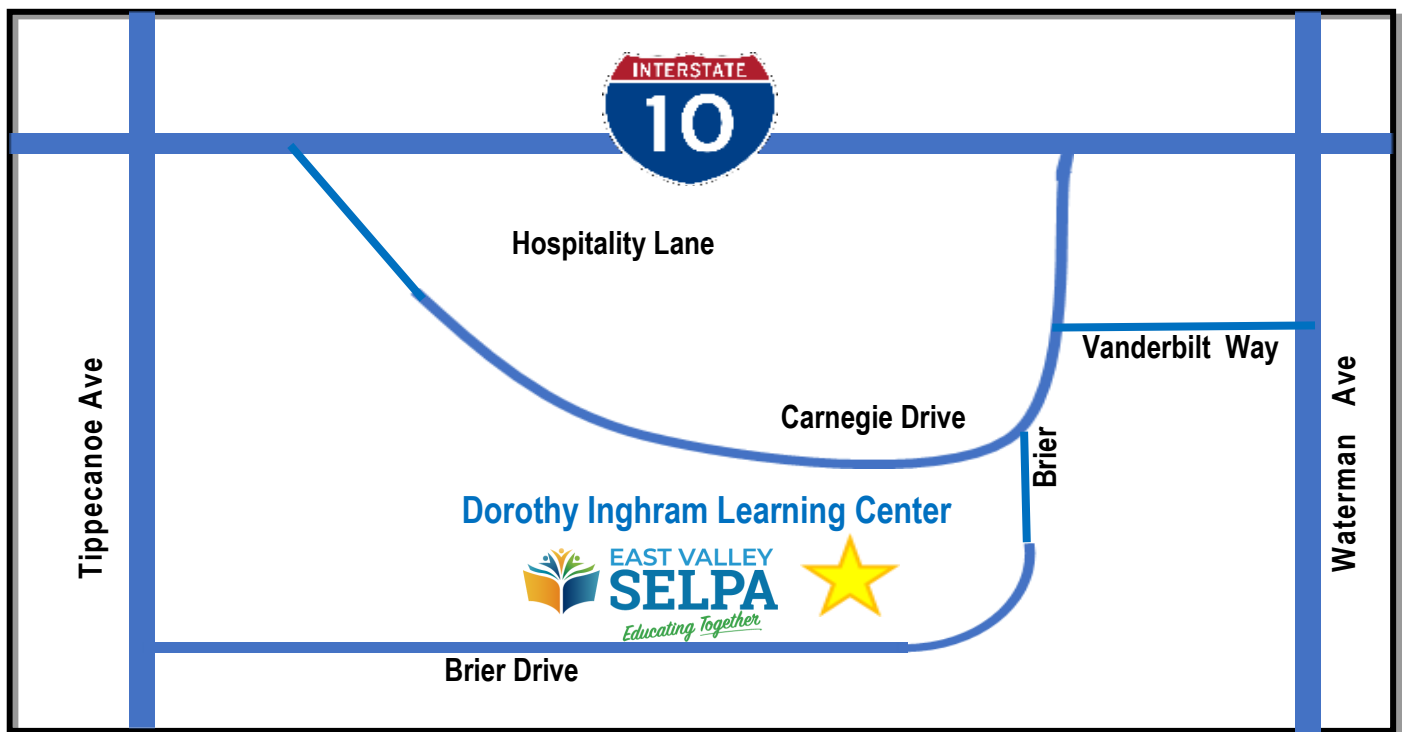 INTERSTATE
10
Hospitality Lane
Vanderbilt Way
Tippecanoe Ave
Waterman Ave
Carnegie Drive
Brier
Dorothy Inghram Learning Center
EAST VALLEY
SELPA
Educating Together
Brier Drive